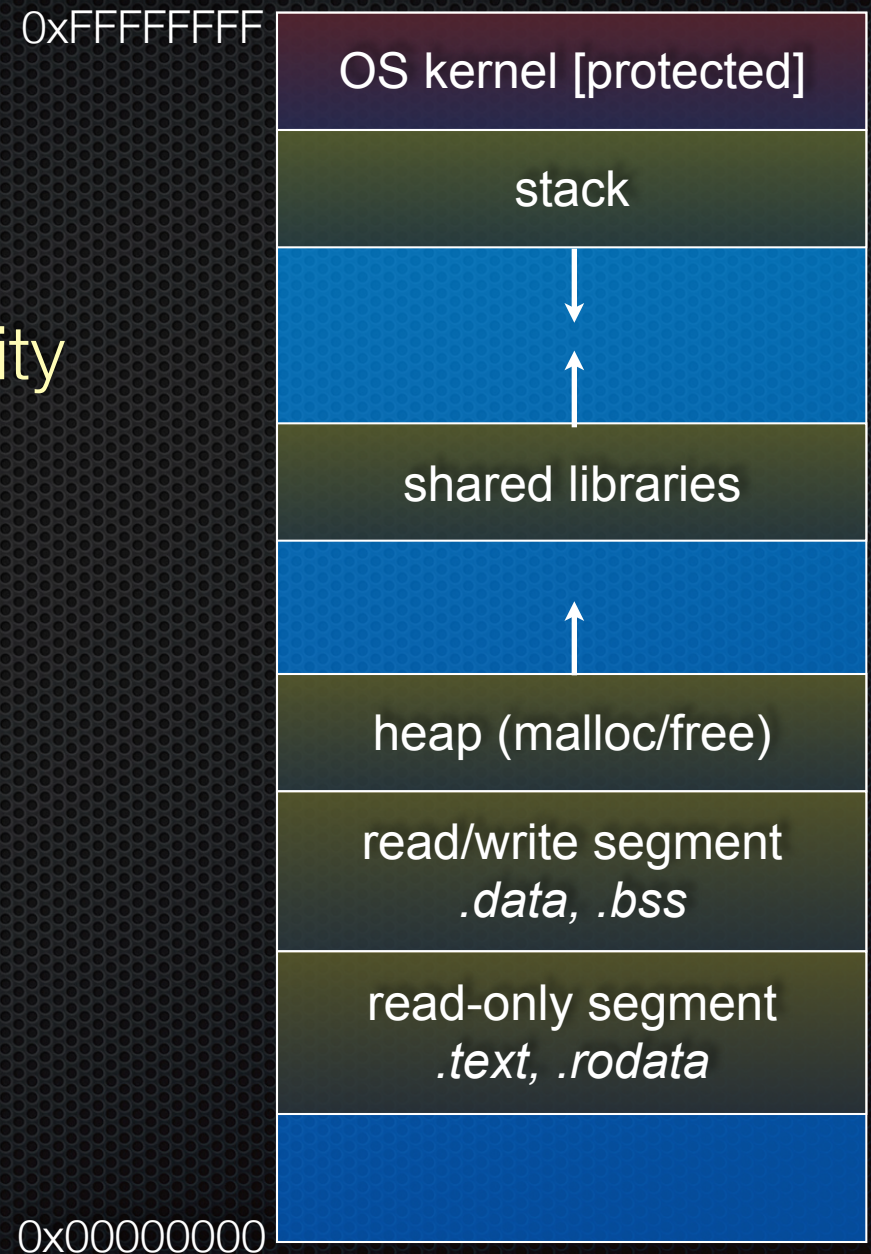 0xFFFFFFFF
OS kernel [protected]
stack
ity
shared libraries
heap (malloc/free)
read/write segment
.data, .bss
read-only segment
.text, .rodata
0x00000000